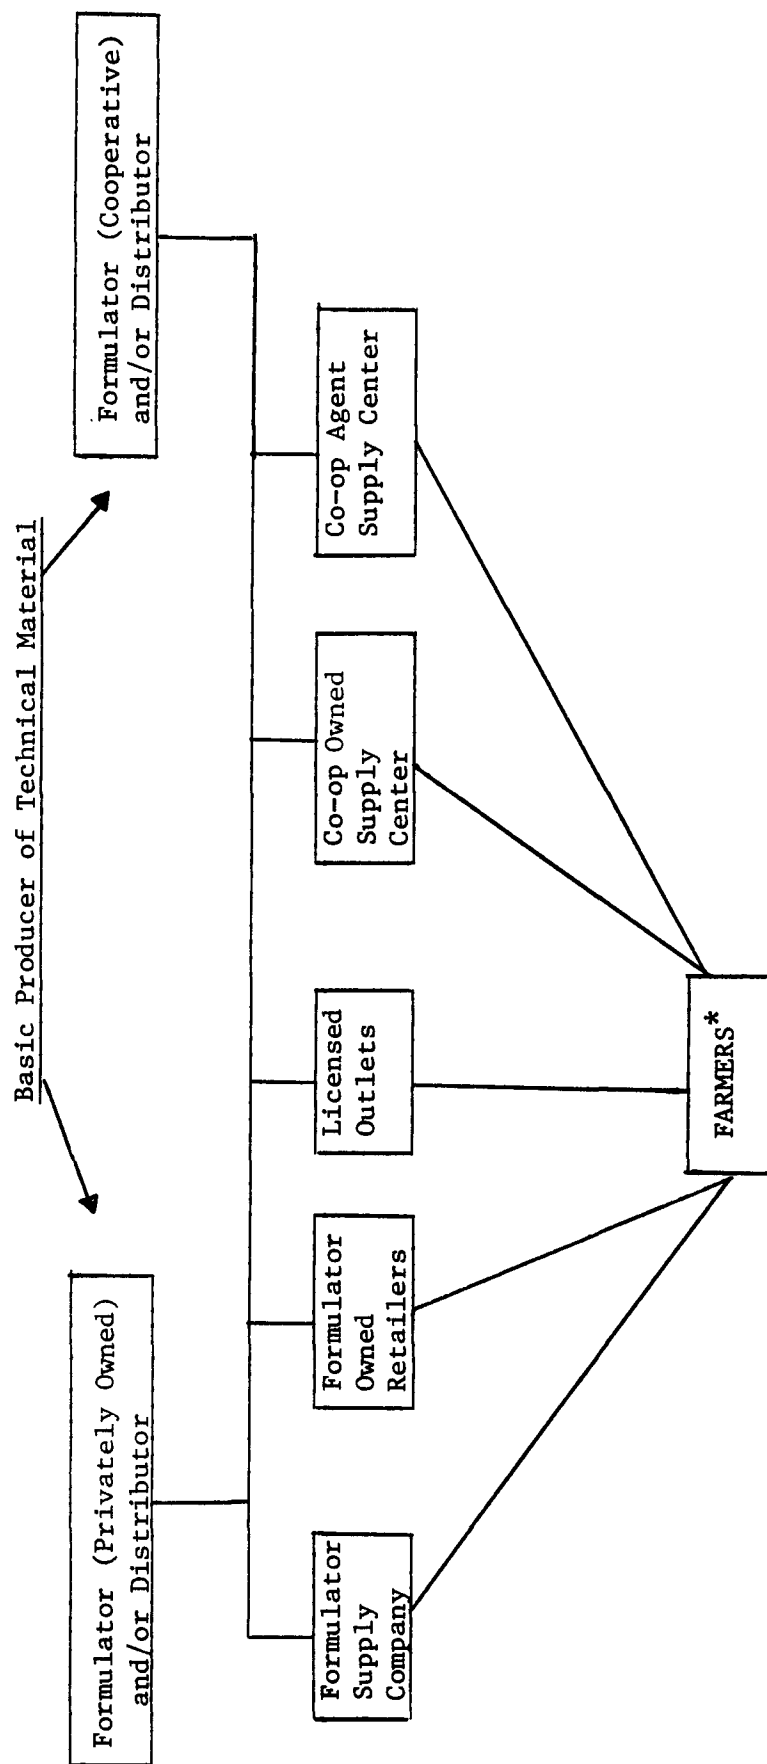 Basic Producer of Technical Material
Formulator (Privately Owned)
and/or Distributor
Formulator (Cooperative)
and/or Distributor
Formulator
Supply
Company
Formulator
Owned
Retailers
Licensed
Outlets
Co-op Owned
Supply
Center
Co-op Agent
Supply Center
FARMERS*